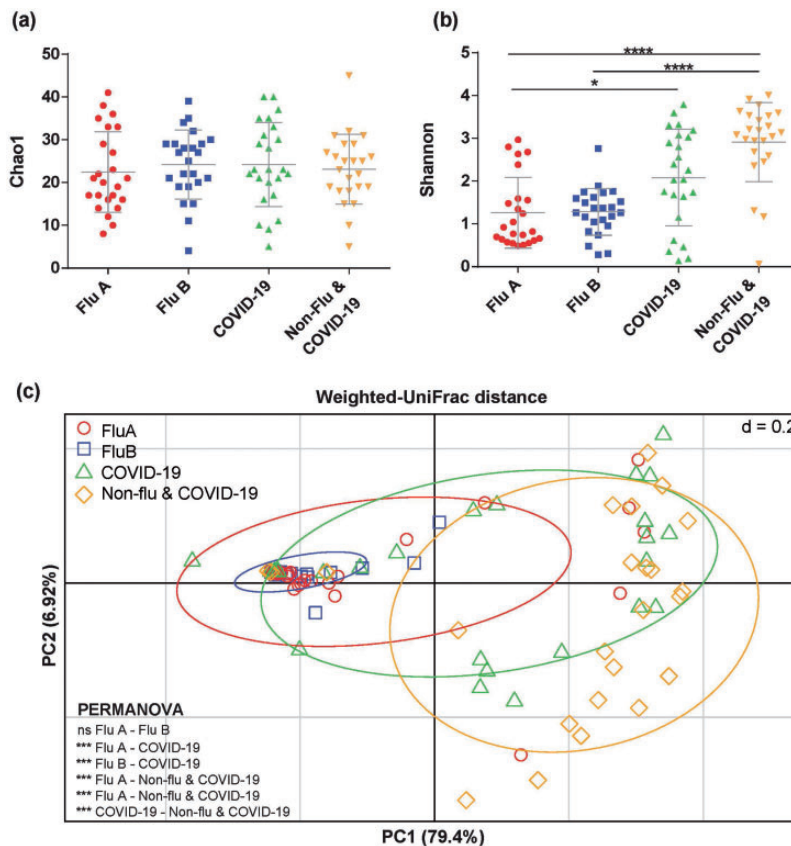 (a)
50
40
30
20
10
0
Chao1
Flu A
Flu B
COVID-19
Non-Flu &
COVID-19
(b)
5
4
3
2
1
0
Shannon
****
****
*
Flu A
Flu B
COVID-19
Non-Flu &
COVID-19
(c)
Weighted-UniFrac distance
FluA
FluB
COVID-19
Non-flu & COVID-19
d = 0.2
PC2 (6.92%)
PERMANOVA
ns Flu A - Flu B
*** Flu A - COVID-19
*** Flu B - COVID-19
*** Flu A - Non-flu & COVID-19
*** Flu A - Non-flu & COVID-19
*** COVID-19 - Non-flu & COVID-19
PC1 (79.4%)